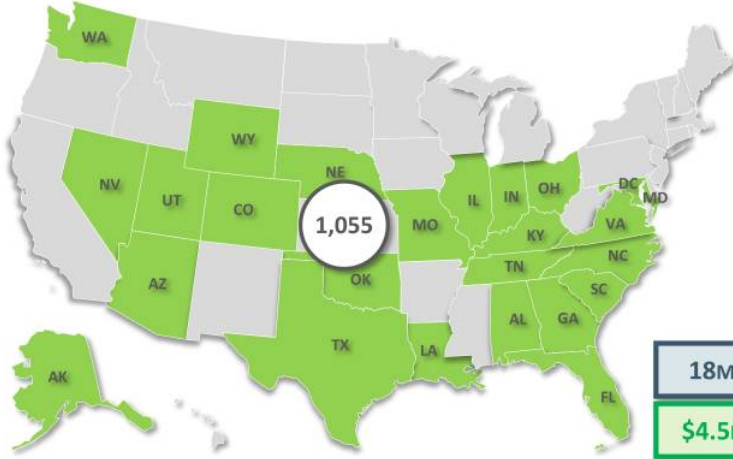 WA
WY
NE
NV
UT
CO
1,055
MO
IL
IN
OH
DC
MD
KY
VA
AZ
OK
TN
NC
SC
TX
LA
AL
GA
AK
FL
18M
$4.5